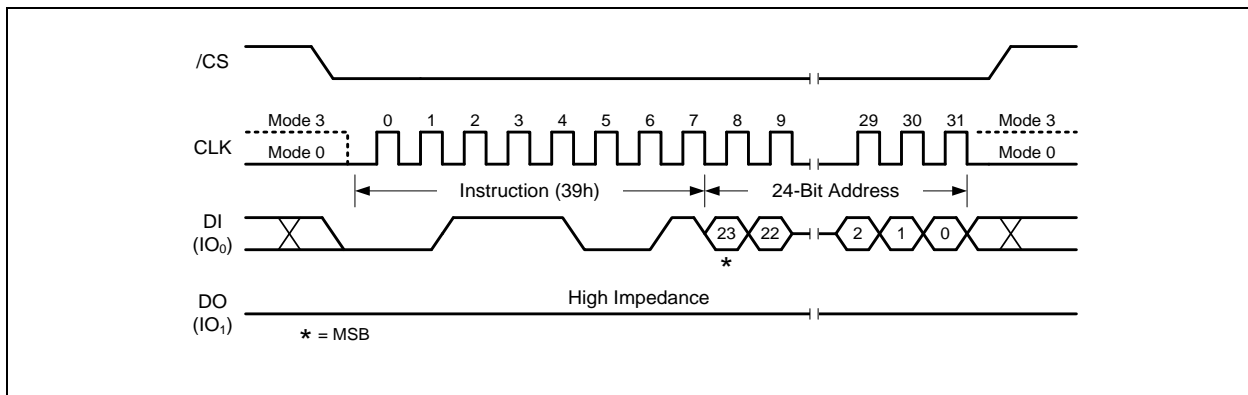 /CS
Mode 3 0 1 2 3 4 5 6 7 8 9 29 30 31 Mode 3
CLK
Mode 0 Mode 0
Instruction (39h) 24-Bit Address
DI
(IO₀)
23 22 2 1 0
*
High Impedance
DO
(IO₁)
* = MSB